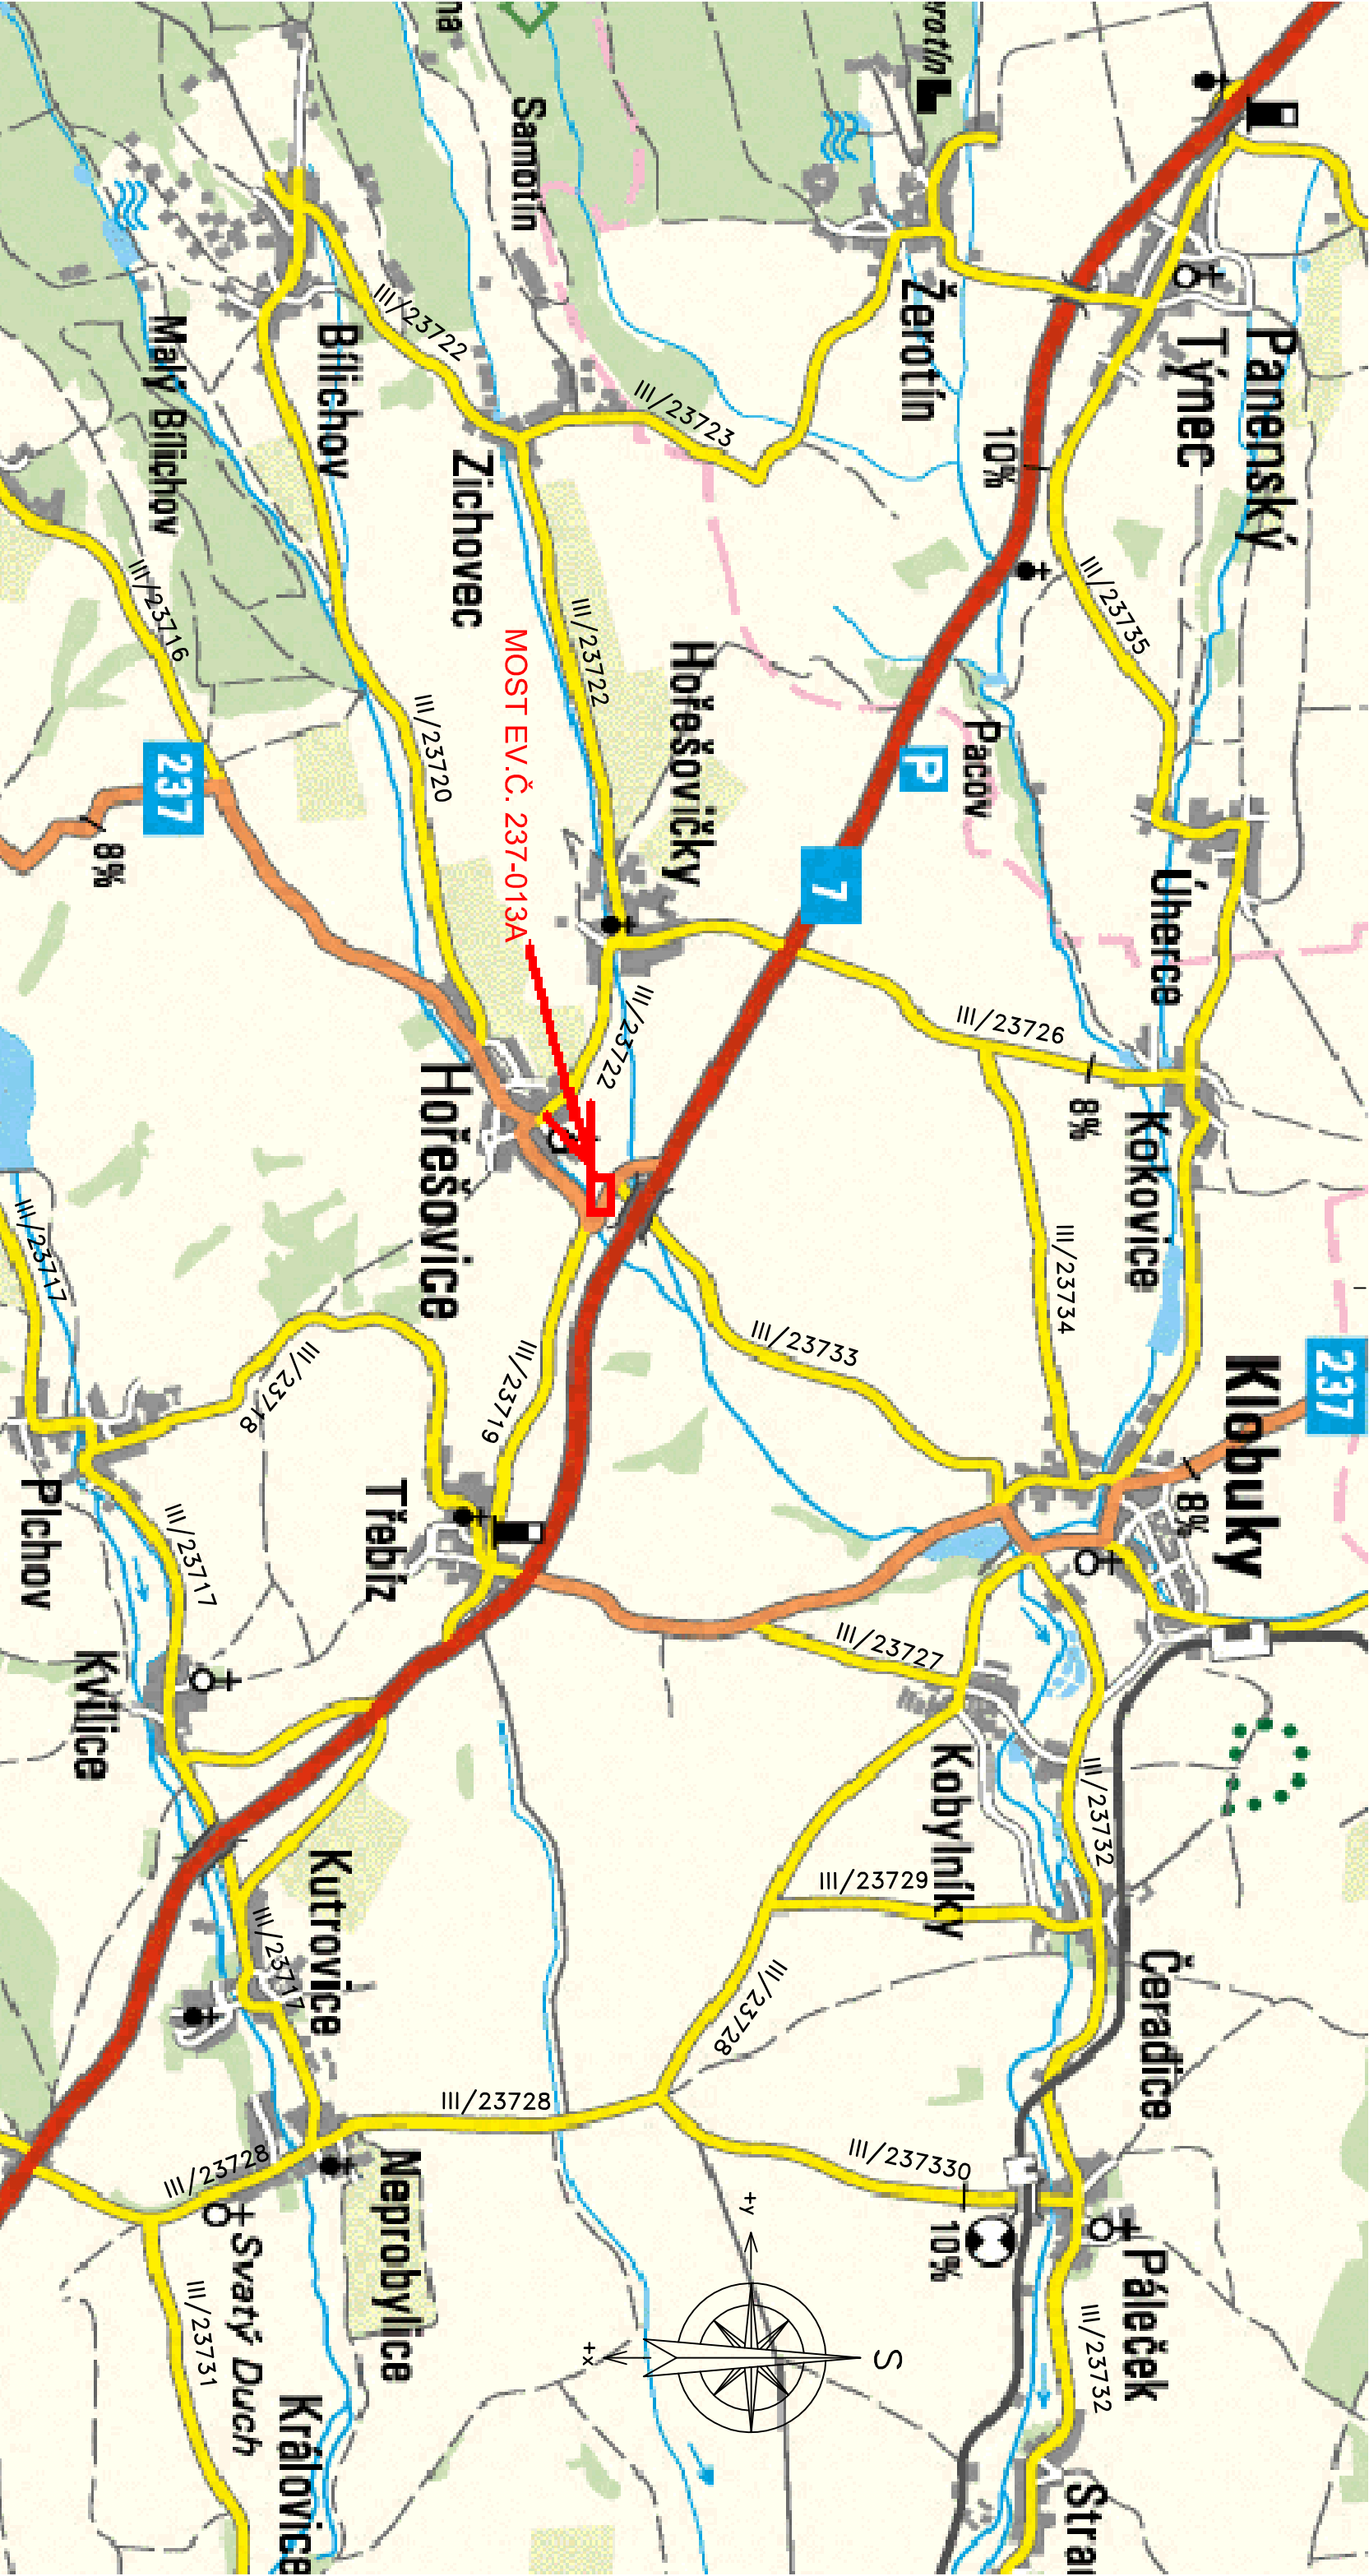 Panenský
Týnec
Úherce
Kokovice
8%
237
Klobuky
8%
Čeradice
Páleček
III/23735
III/23726
III/23732
III/23732
Žerotín
10%
Pacov
P
7
III/23734
III/23733
III/23727
Kobylníky
III/23729
III/23728
III/237330
10%
S
+y
+x
Samotín
III/23723
Hořešovičky
III/23722
III/23722
MOST EV.Č. 237-013A
III/23722
Zichovec
Bílichov
Malý Bílichov
III/23720
III/23716
237
8%
Hořešovice
III/23719
III/23718
Třebíz
III/23717
Plchov
III/23717
Kvílice
Kutrovice
III/23717
III/23728
III/23728
Neprobylice
Svatý Duch
III/23731
Královice